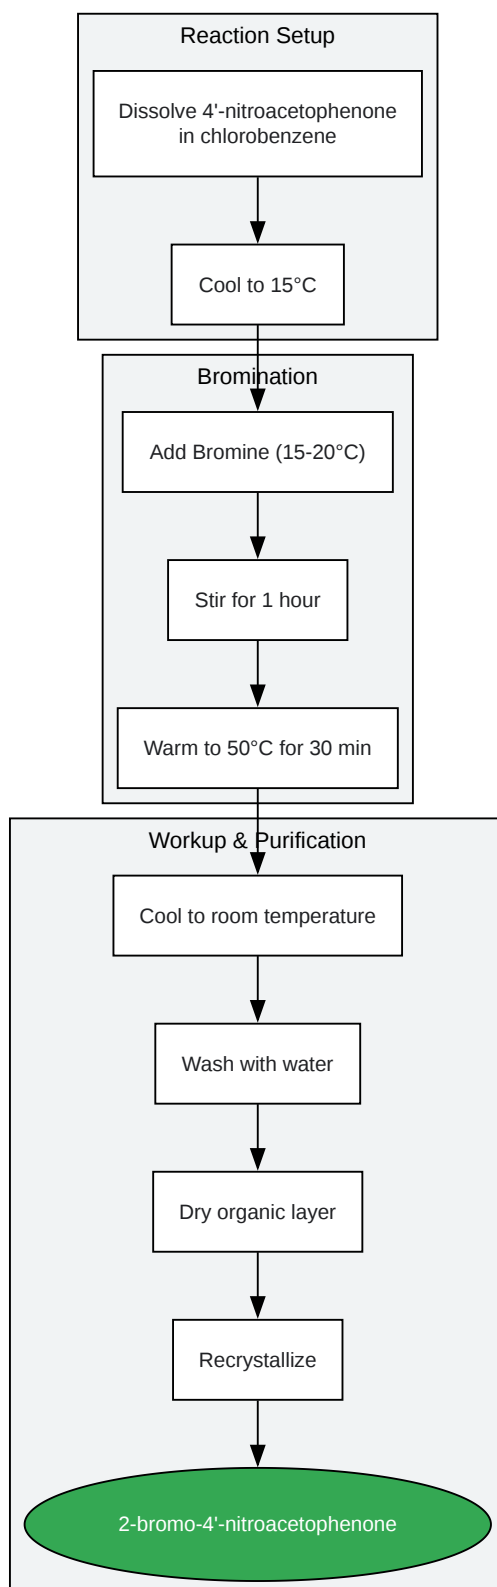 Reaction Setup
Dissolve 4'-nitroacetophenone
in chlorobenzene
Cool to 15°C
Bromination
Add Bromine (15-20°C)
Stir for 1 hour
Warm to 50°C for 30 min
Workup & Purification
Cool to room temperature
Wash with water
Dry organic layer
Recrystallize
2-bromo-4'-nitroacetophenone